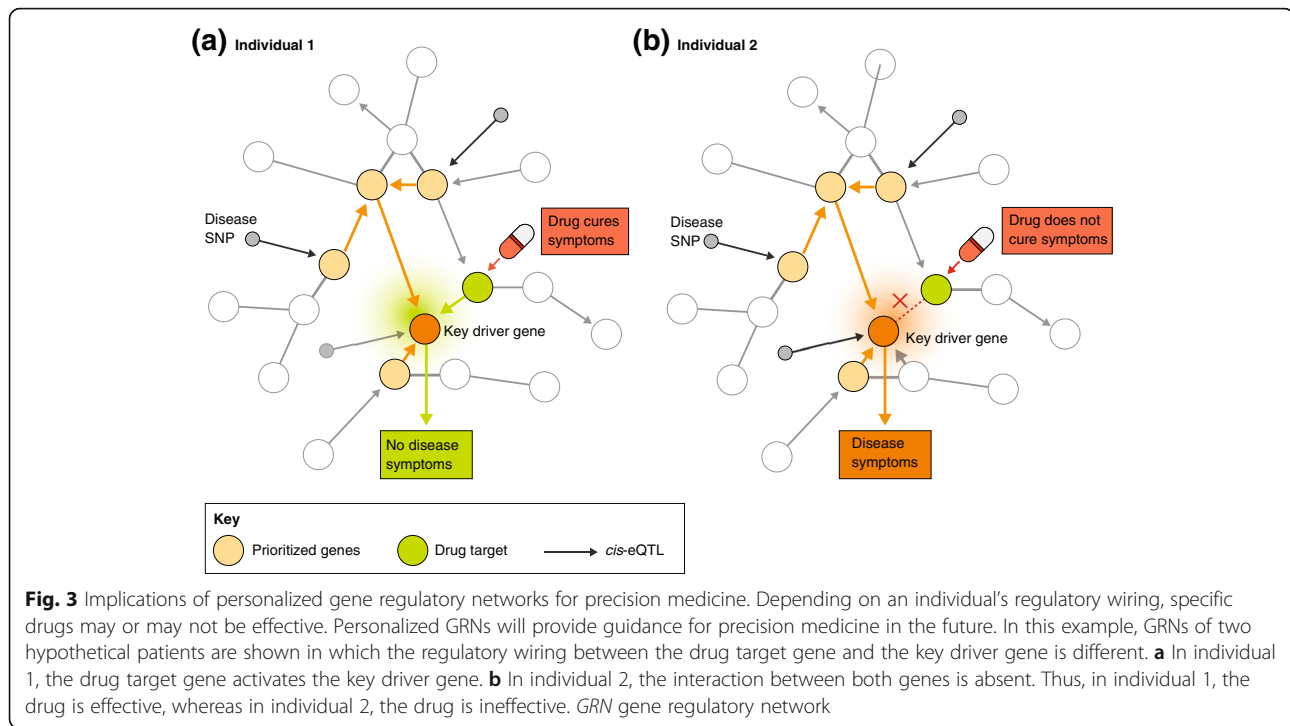 (a) Individual 1
(b) Individual 2
Disease
SNP
Drug cures
symptoms
Key driver gene
No disease
symptoms
Disease
SNP
Drug does not
cure symptoms
Key driver gene
Disease
symptoms
Key
Prioritized genes
Drug target
cis-eQTL
Fig. 3 Implications of personalized gene regulatory networks for precision medicine. Depending on an individual's regulatory wiring, specific
drugs may or may not be effective. Personalized GRNs will provide guidance for precision medicine in the future. In this example, GRNs of two
hypothetical patients are shown in which the regulatory wiring between the drug target gene and the key driver gene is different. a In individual
1, the drug target gene activates the key driver gene. b In individual 2, the interaction between both genes is absent. Thus, in individual 1, the
drug is effective, whereas in individual 2, the drug is ineffective. GRN gene regulatory network